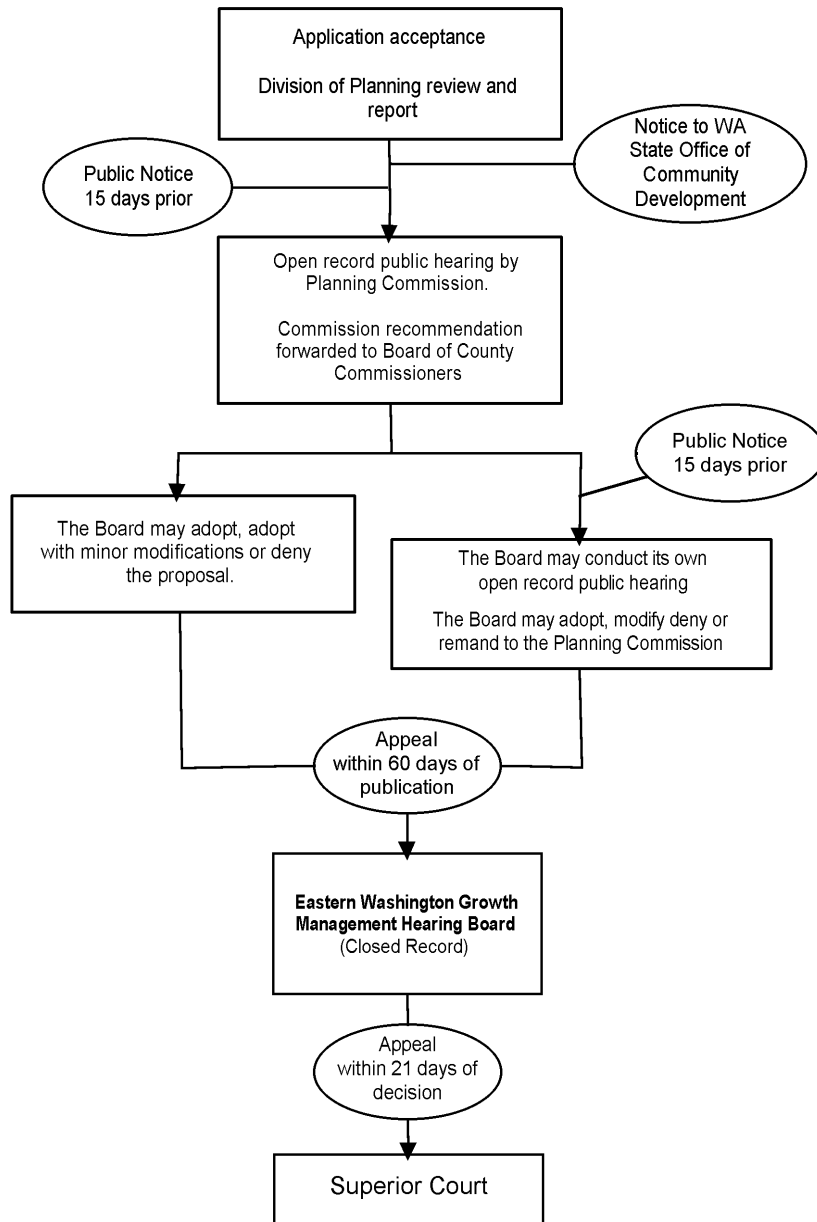 Application acceptance
Division of Planning review and
report
Public Notice
15 days prior
Notice to WA
State Office of
Community
Development
Open record public hearing by
Planning Commission.
Commission recommendation
forwarded to Board of County
Commissioners
Public Notice
15 days prior
The Board may adopt, adopt
with minor modifications or deny
the proposal.
The Board may conduct its own
open record public hearing
The Board may adopt, modify deny or
remand to the Planning Commission
Appeal
within 60 days of
publication
Eastern Washington Growth
Management Hearing Board
(Closed Record)
Appeal
within 21 days of
decision
Superior Court